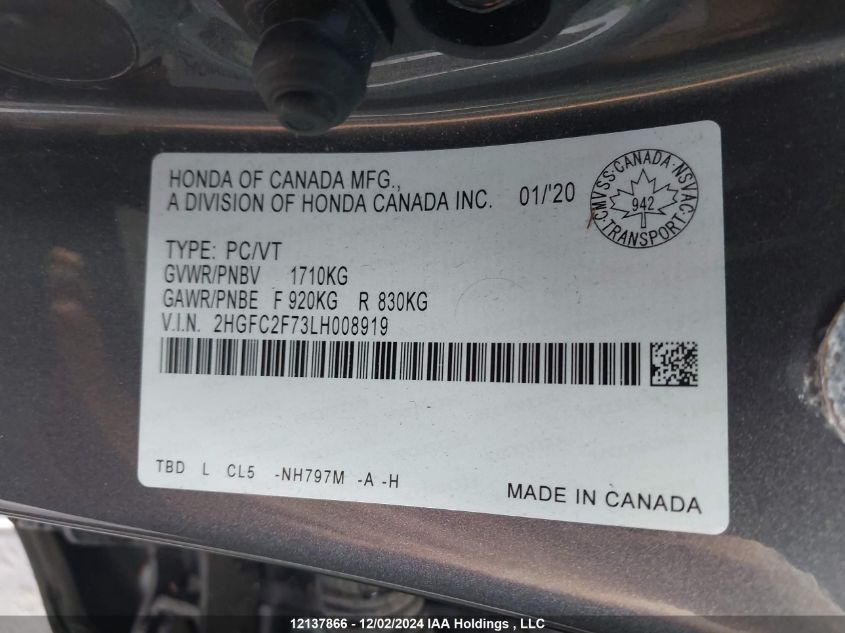 HONDA OF CANADA MFG.,
A DIVISION OF HONDA CANADA INC. 01/'20
CMVSS·CANADA·NSVAC
942
TRANSPORT
TYPE: PC/VT
GVWR/PNBV 1710KG
GAWR/PNBE F 920KG R 830KG
V.I.N. 2HGFC2F73LH008919
TBD L CL5 -NH797M -A -H
MADE IN CANADA
12137866 - 12/02/2024 IAA Holdings , LLC